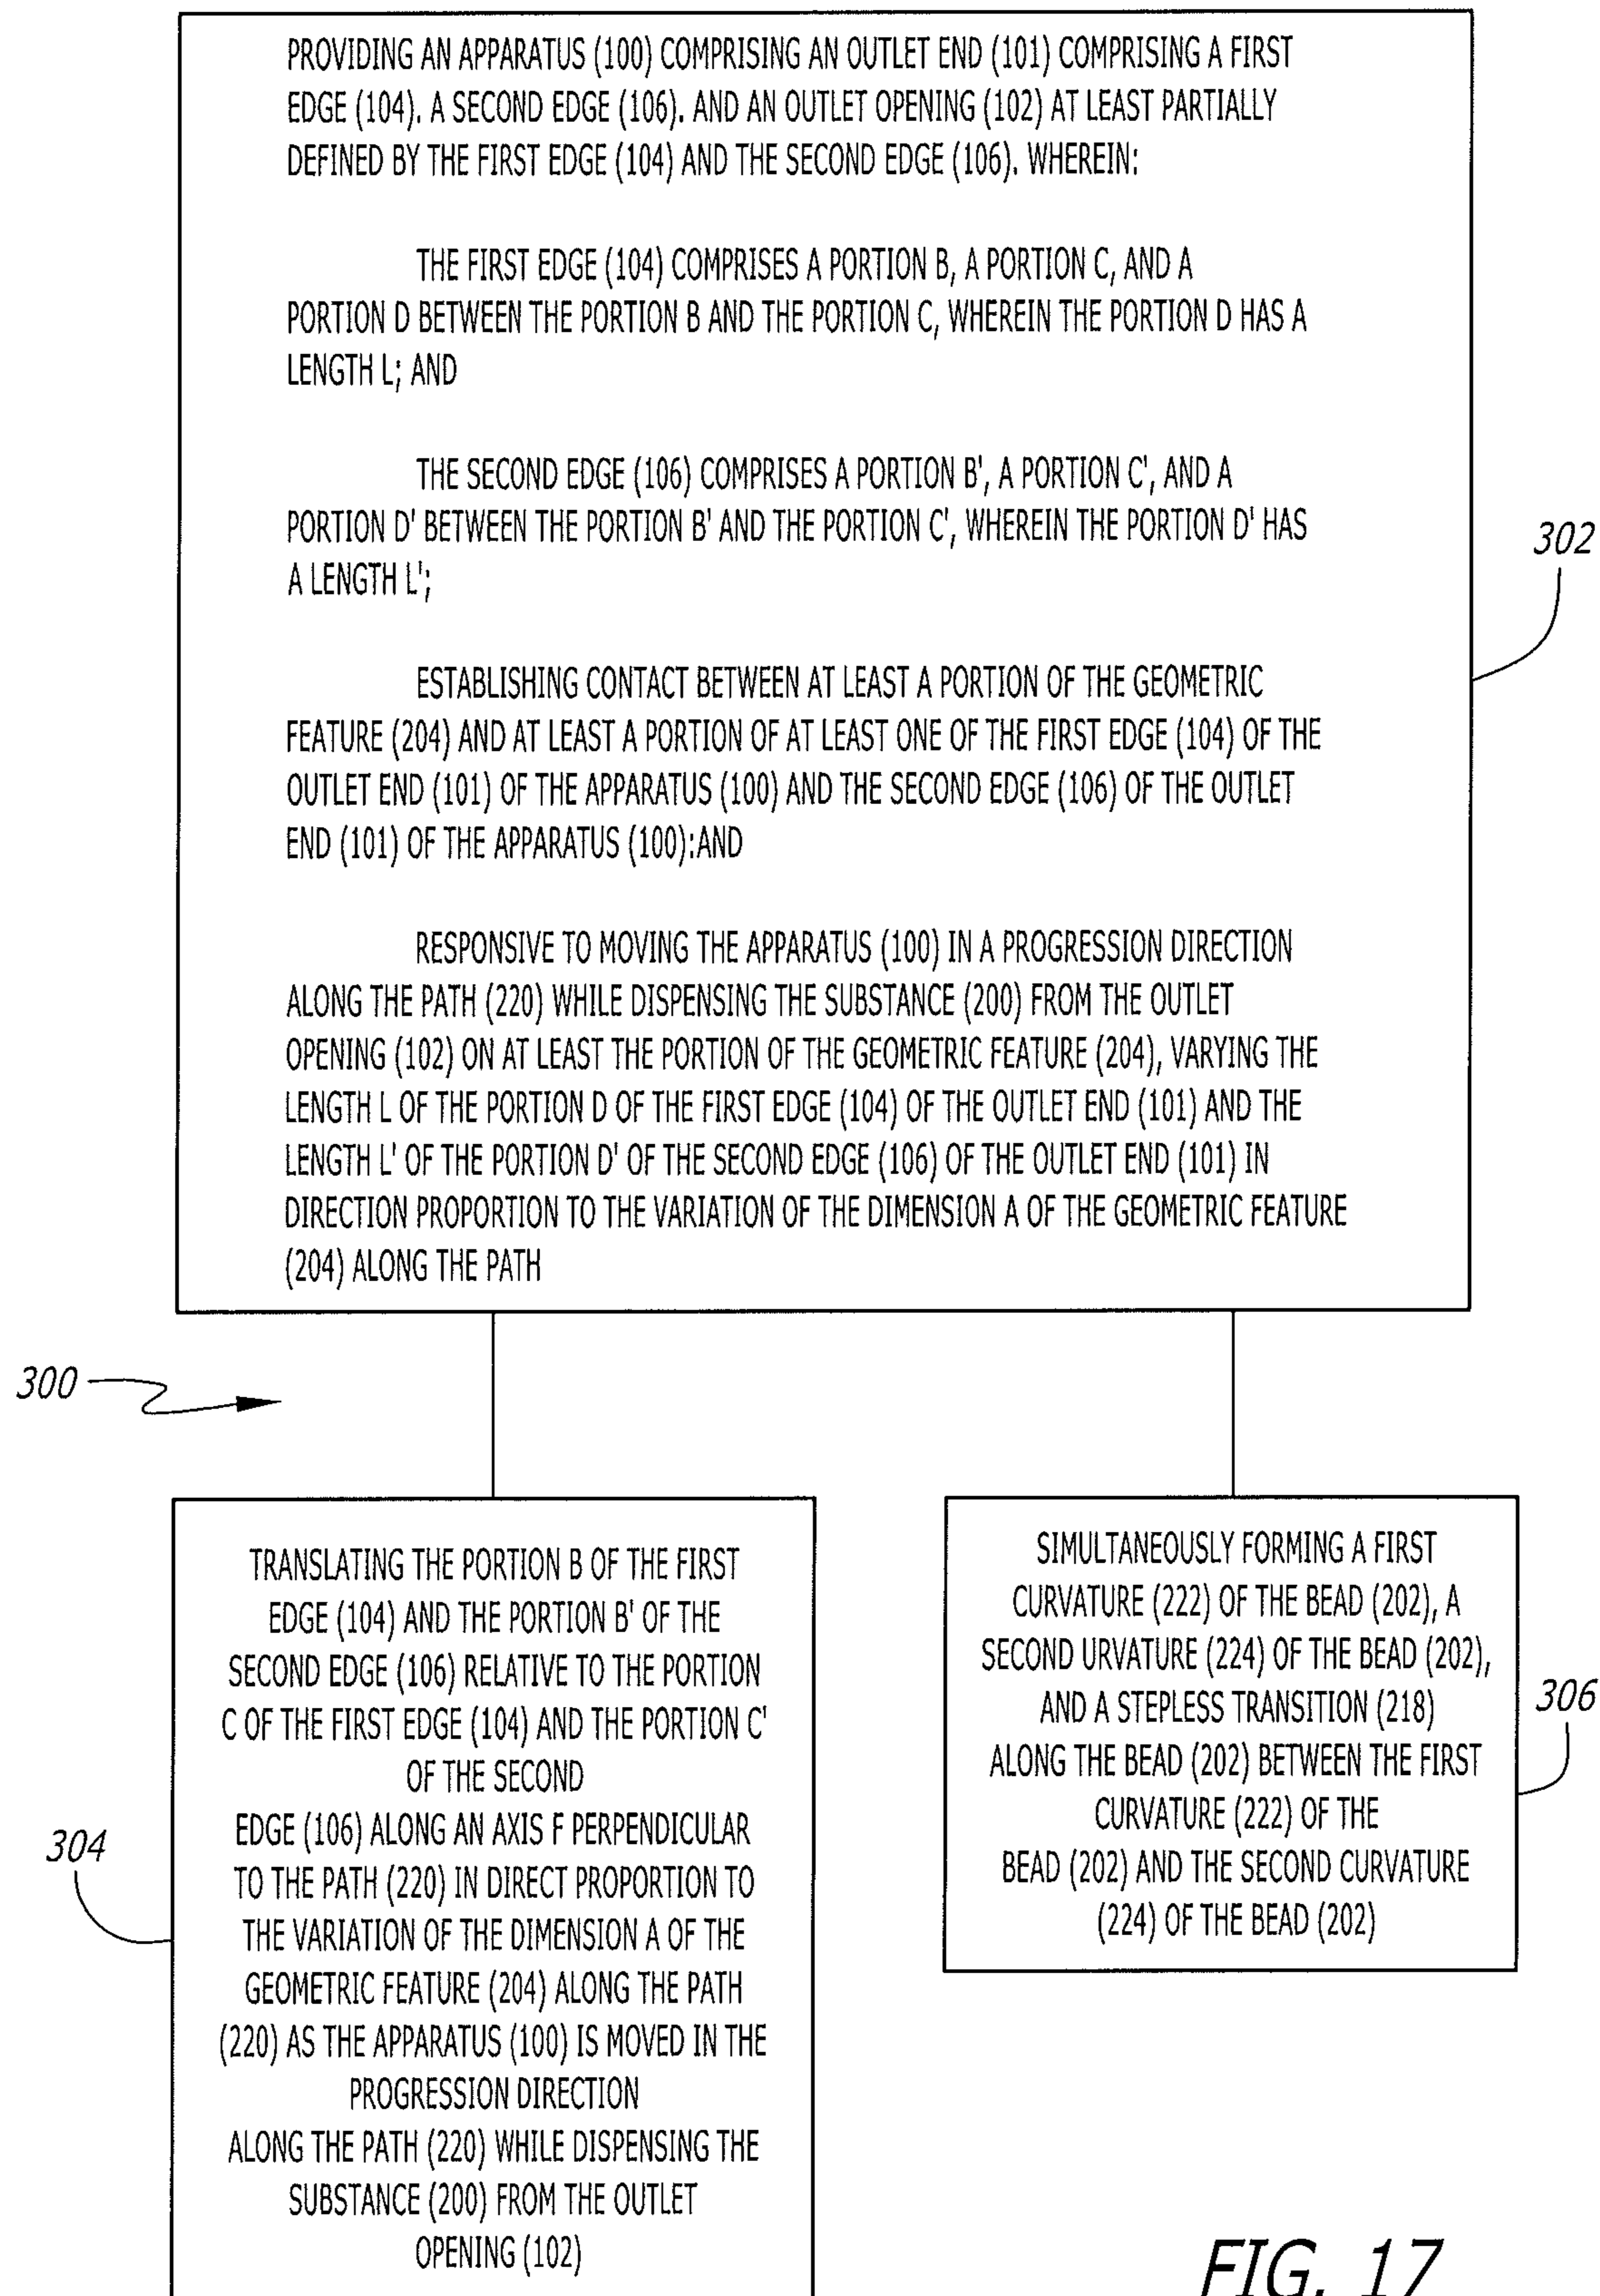 PROVIDING AN APPARATUS (100) COMPRISING AN OUTLET END (101) COMPRISING A FIRST
EDGE (104). A SECOND EDGE (106). AND AN OUTLET OPENING (102) AT LEAST PARTIALLY
DEFINED BY THE FIRST EDGE (104) AND THE SECOND EDGE (106). WHEREIN:
THE FIRST EDGE (104) COMPRISES A PORTION B, A PORTION C, AND A
PORTION D BETWEEN THE PORTION B AND THE PORTION C, WHEREIN THE PORTION D HAS A
LENGTH L; AND
THE SECOND EDGE (106) COMPRISES A PORTION B', A PORTION C', AND A
PORTION D' BETWEEN THE PORTION B' AND THE PORTION C', WHEREIN THE PORTION D' HAS
A LENGTH L';
302
ESTABLISHING CONTACT BETWEEN AT LEAST A PORTION OF THE GEOMETRIC
FEATURE (204) AND AT LEAST A PORTION OF AT LEAST ONE OF THE FIRST EDGE (104) OF THE
OUTLET END (101) OF THE APPARATUS (100) AND THE SECOND EDGE (106) OF THE OUTLET
END (101) OF THE APPARATUS (100):AND
RESPONSIVE TO MOVING THE APPARATUS (100) IN A PROGRESSION DIRECTION
ALONG THE PATH (220) WHILE DISPENSING THE SUBSTANCE (200) FROM THE OUTLET
OPENING (102) ON AT LEAST THE PORTION OF THE GEOMETRIC FEATURE (204), VARYING THE
LENGTH L OF THE PORTION D OF THE FIRST EDGE (104) OF THE OUTLET END (101) AND THE
LENGTH L' OF THE PORTION D' OF THE SECOND EDGE (106) OF THE OUTLET END (101) IN
DIRECTION PROPORTION TO THE VARIATION OF THE DIMENSION A OF THE GEOMETRIC FEATURE
(204) ALONG THE PATH
300
TRANSLATING THE PORTION B OF THE FIRST
EDGE (104) AND THE PORTION B' OF THE
SECOND EDGE (106) RELATIVE TO THE PORTION
C OF THE FIRST EDGE (104) AND THE PORTION C'
OF THE SECOND
EDGE (106) ALONG AN AXIS F PERPENDICULAR
TO THE PATH (220) IN DIRECT PROPORTION TO
THE VARIATION OF THE DIMENSION A OF THE
GEOMETRIC FEATURE (204) ALONG THE PATH
(220) AS THE APPARATUS (100) IS MOVED IN THE
PROGRESSION DIRECTION
ALONG THE PATH (220) WHILE DISPENSING THE
SUBSTANCE (200) FROM THE OUTLET
OPENING (102)
304
SIMULTANEOUSLY FORMING A FIRST
CURVATURE (222) OF THE BEAD (202), A
SECOND URVATURE (224) OF THE BEAD (202),
AND A STEPLESS TRANSITION (218)
ALONG THE BEAD (202) BETWEEN THE FIRST
CURVATURE (222) OF THE
BEAD (202) AND THE SECOND CURVATURE
(224) OF THE BEAD (202)
306
FIG. 17